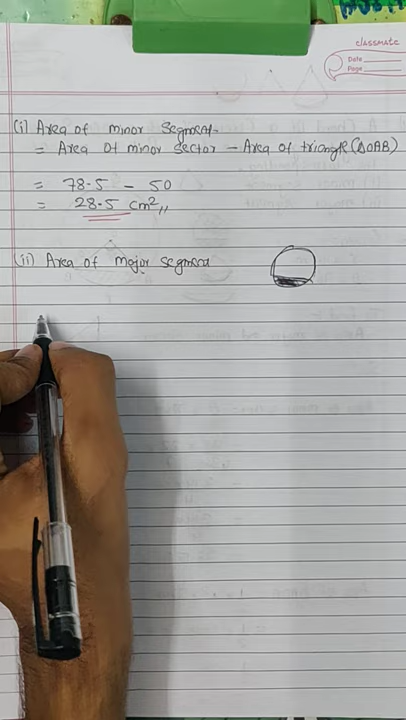 classmate
Date
Page
(i) Area of minor segment-
= Area of minor sector - Area of triangle (ΔOAB)
= 78.5 - 50
= 28.5 cm²,,
(ii) Area of major segment